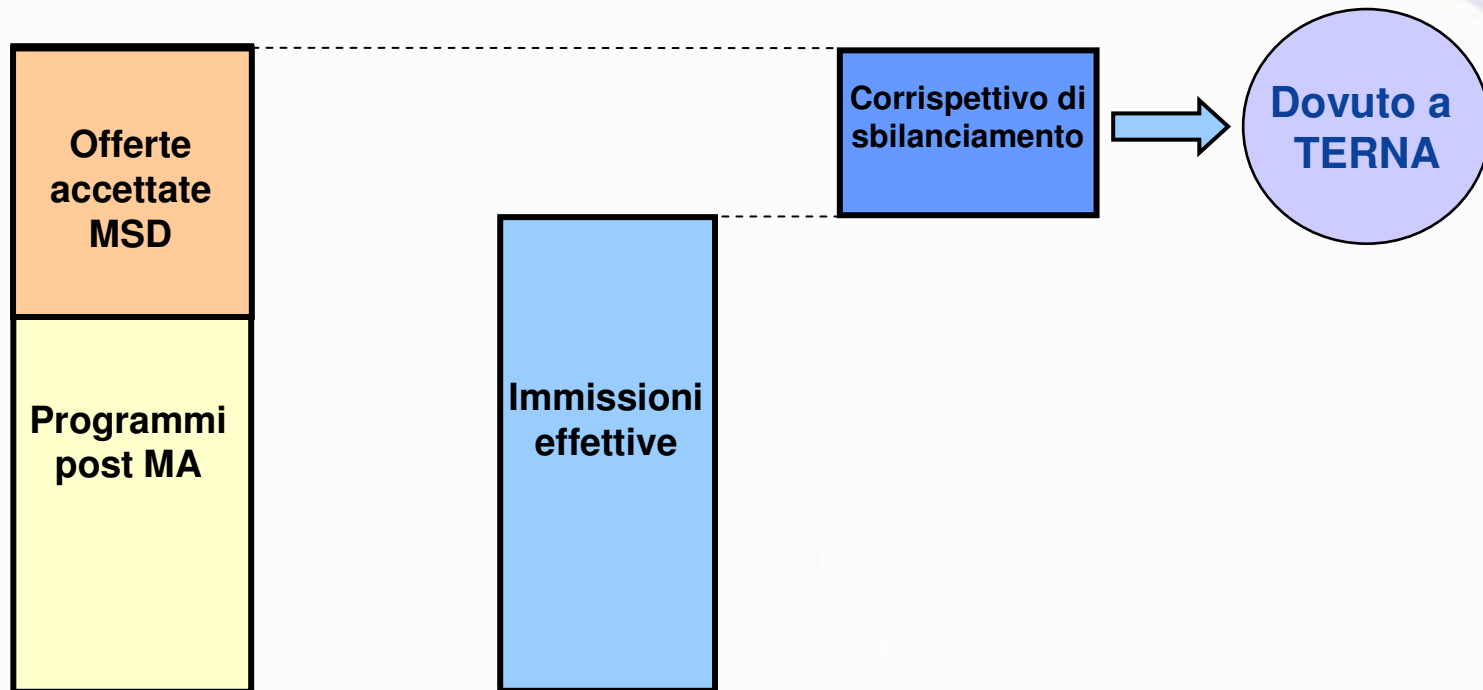 Offerte
accettate
MSD
Programmi
post MA
Immissioni
effettive
Corrispettivo di
sbilanciamento
Dovuto a
TERNA